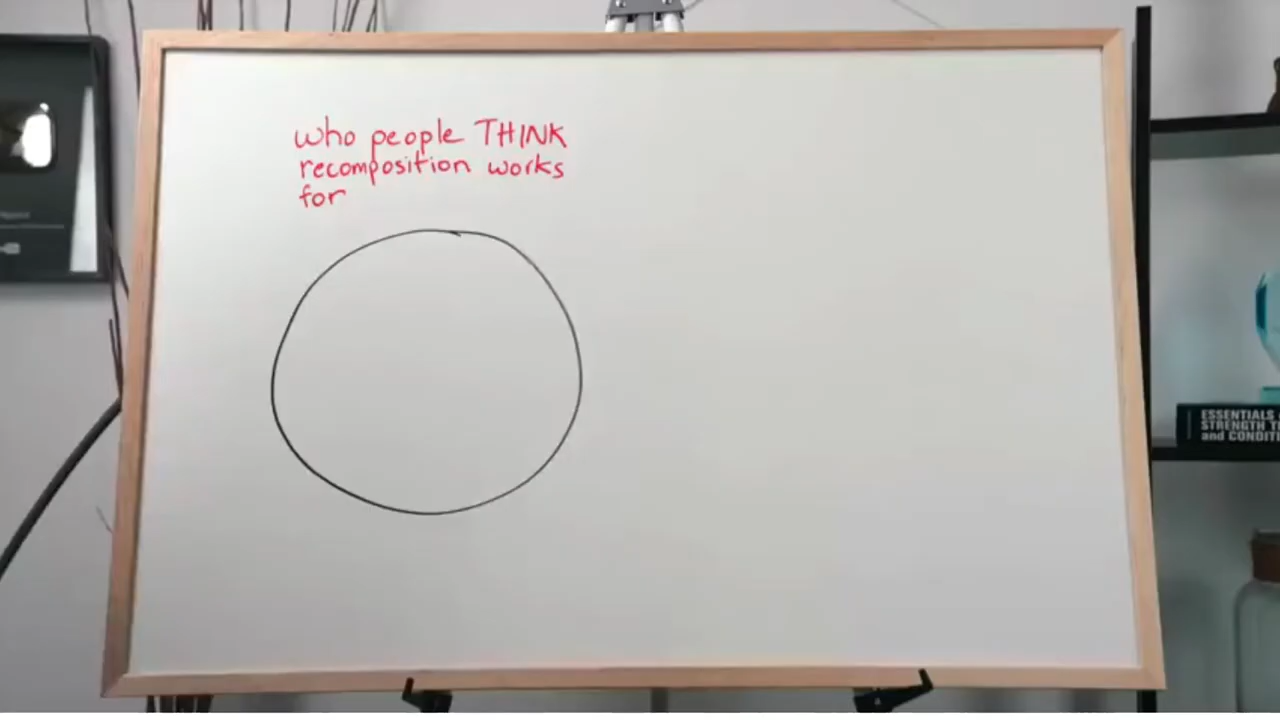 who people THINK
recomposition works
for
ESSENTIALS
STRENGTH
and